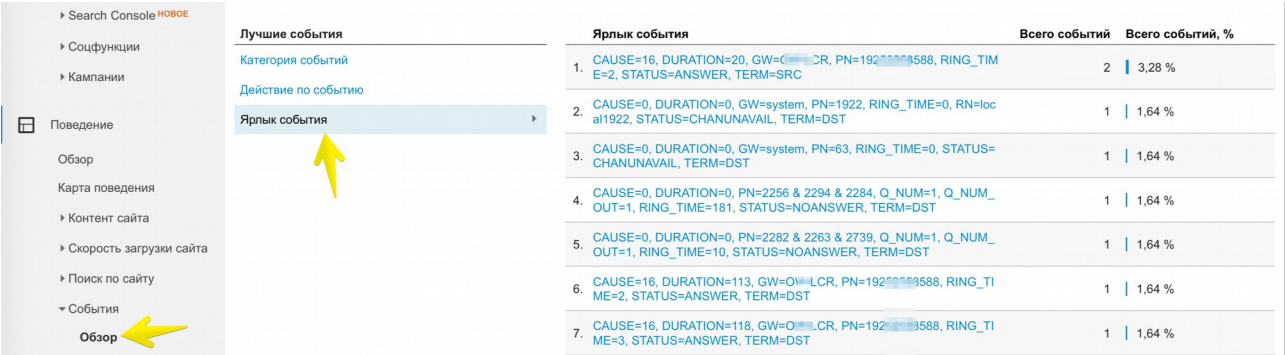 Search Console НОВОЕ
Соцфункции
Кампании
Поведение
Обзор
Карта поведения
Контент сайта
Скорость загрузки сайта
Поиск по сайту
События
Обзор
Лучшие события
Категория событий
Действие по событию
Ярлык события
Ярлык события Всего событий Всего событий, %
1. CAUSE=16, DURATION=20, GW= CR, PN=192 588, RING_TIM 2 3,28 %
E=2, STATUS=ANSWER, TERM=SRC
2. CAUSE=0, DURATION=0, GW=system, PN=1922, RING_TIME=0, RN=loc 1 1,64 %
al1922, STATUS=CHANUNAVAIL, TERM=DST
3. CAUSE=0, DURATION=0, GW=system, PN=63, RING_TIME=0, STATUS= 1 1,64 %
CHANUNAVAIL, TERM=DST
4. CAUSE=0, DURATION=0, PN=2256 & 2294 & 2284, Q_NUM=1, Q_NUM_ 1 1,64 %
OUT=1, RING_TIME=181, STATUS=NOANSWER, TERM=DST
5. CAUSE=0, DURATION=0, PN=2282 & 2263 & 2739, Q_NUM=1, Q_NUM_ 1 1,64 %
OUT=1, RING_TIME=10, STATUS=NOANSWER, TERM=DST
6. CAUSE=16, DURATION=113, GW= LCR, PN=192 588, RING_TI 1 1,64 %
ME=2, STATUS=ANSWER, TERM=DST
7. CAUSE=16, DURATION=118, GW= CR, PN=192 588, RING_TI 1 1,64 %
ME=3, STATUS=ANSWER, TERM=DST